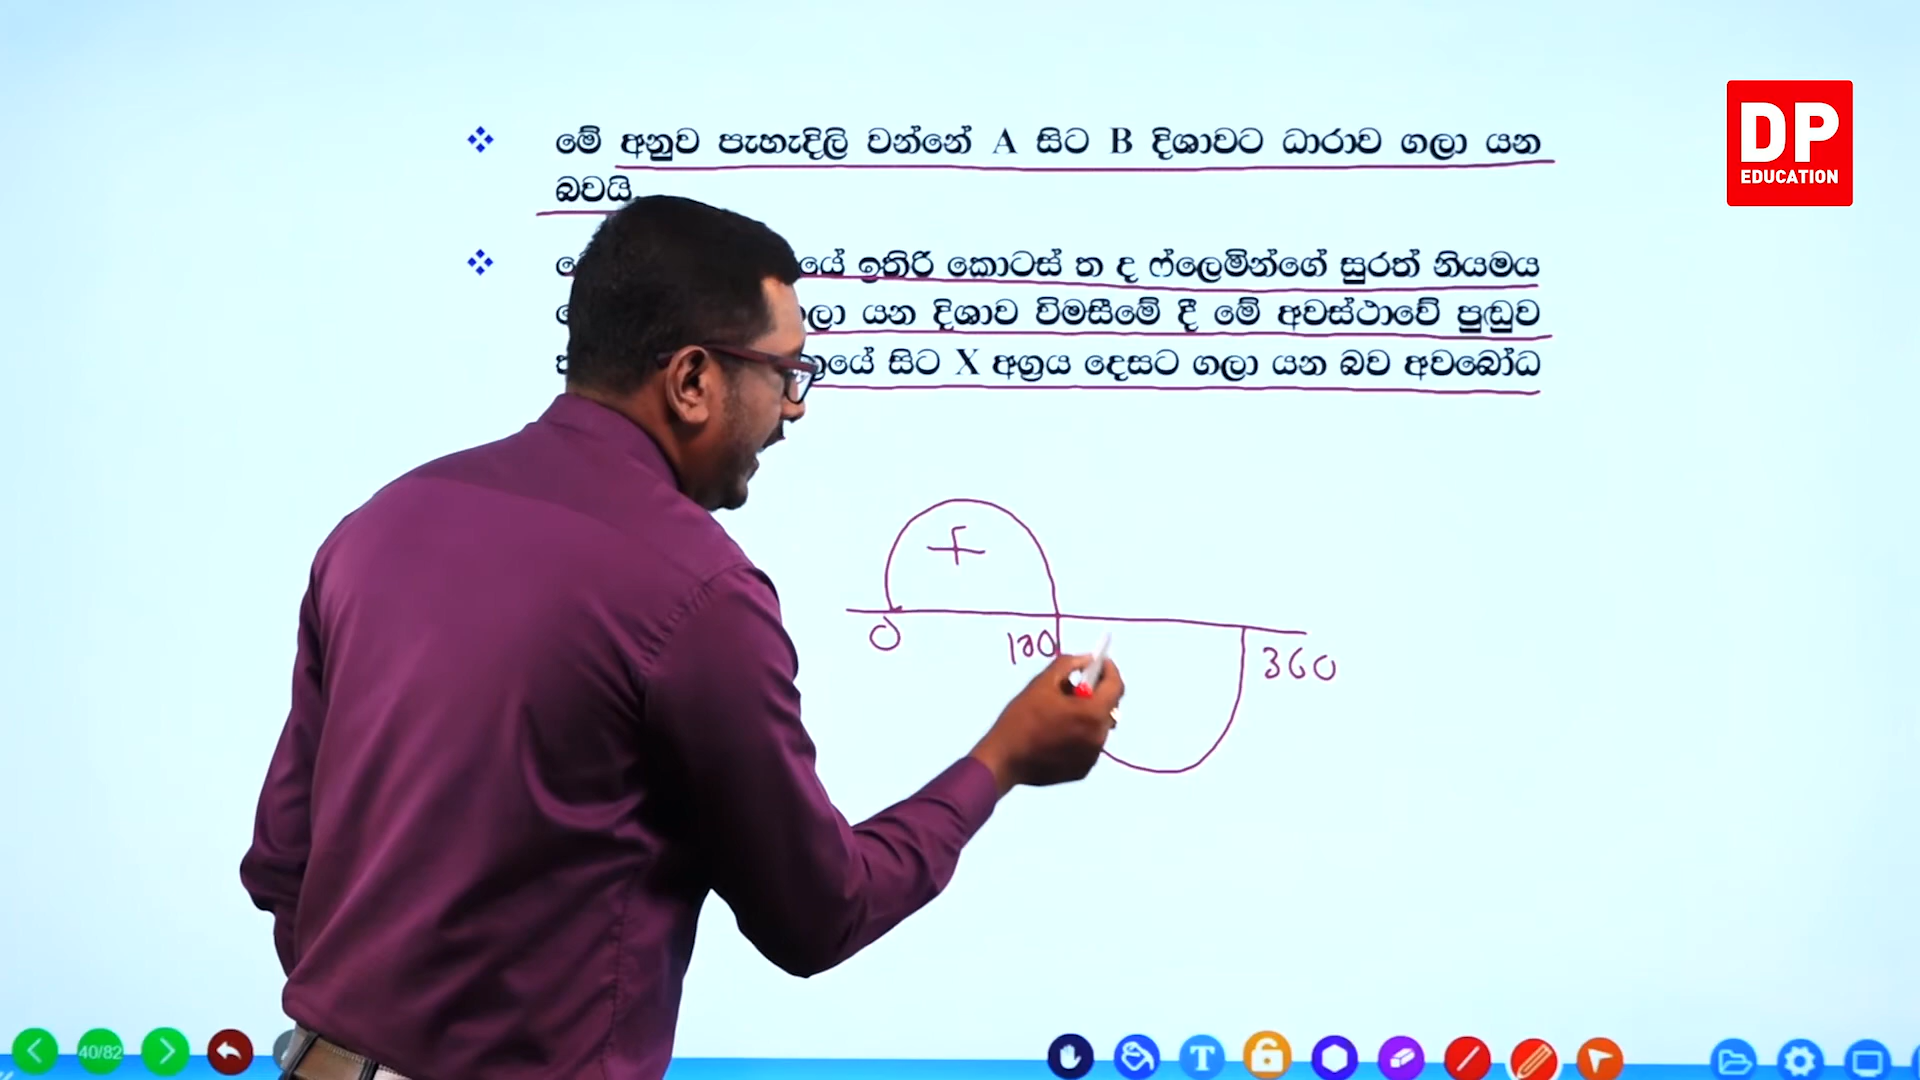 මේ අනුව පැහැදිලි වන්නේ A සිට B දිශාවට ධාරාව ගලා යන
බවයි
ඉතිරි කොටස් ත ද ෆ්ලෙමින්ගේ සුරත් නියමය
යන දිශාව විමසීමේ දී මේ අවස්ථාවේ පුඬුව
සිට X අග්‍රය දෙසට ගලා යන බව අවබෝධ
DP
EDUCATION
+
0
180
360
40/82
T